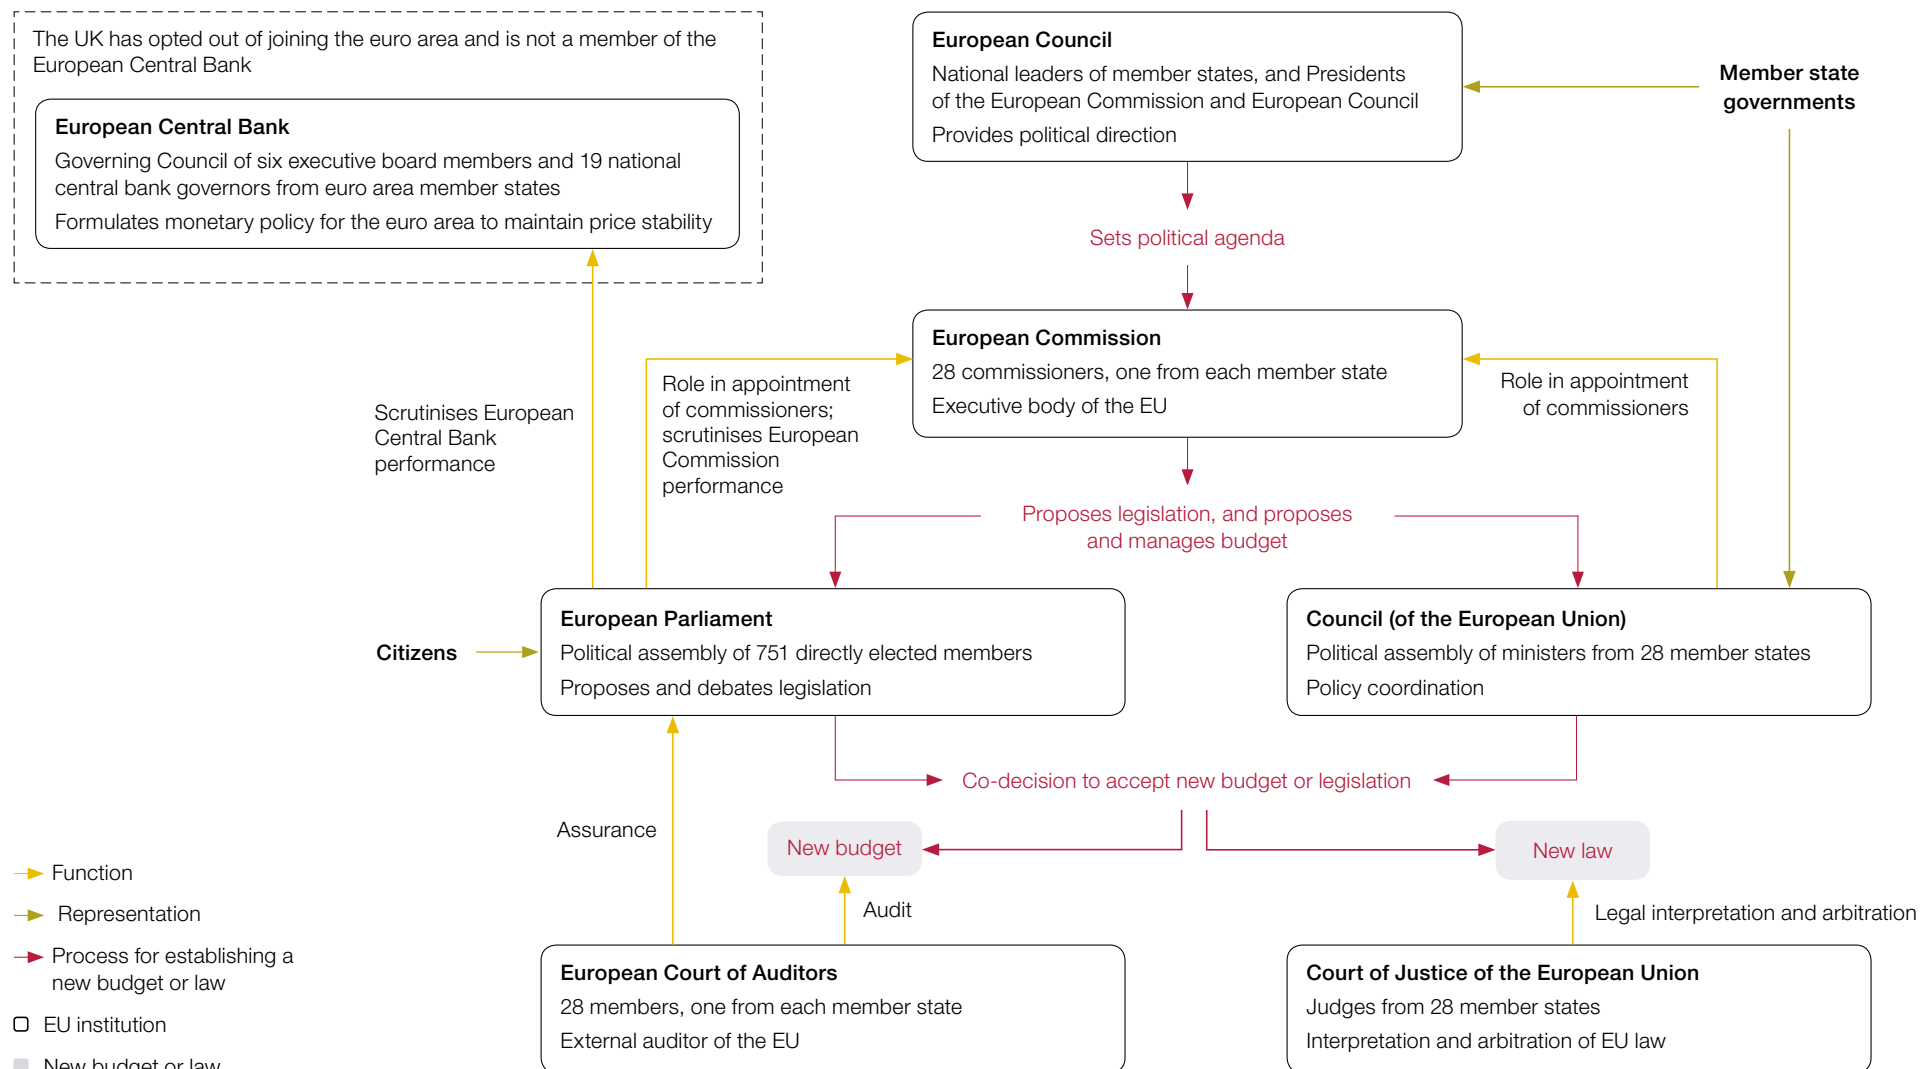 The UK has opted out of joining the euro area and is not a member of the
European Central Bank
European Central Bank
Governing Council of six executive board members and 19 national
central bank governors from euro area member states
Formulates monetary policy for the euro area to maintain price stability
European Council
National leaders of member states, and Presidents
of the European Commission and European Council
Provides political direction
Member state
governments
Sets political agenda
European Commission
28 commissioners, one from each member state
Executive body of the EU
Scrutinises European
Central Bank
performance
Role in appointment
of commissioners;
scrutinises European
Commission
performance
Role in appointment
of commissioners
Proposes legislation, and proposes
and manages budget
Citizens
European Parliament
Political assembly of 751 directly elected members
Proposes and debates legislation
Council (of the European Union)
Political assembly of ministers from 28 member states
Policy coordination
Co-decision to accept new budget or legislation
Assurance
New budget
New law
Audit
Legal interpretation and arbitration
European Court of Auditors
28 members, one from each member state
External auditor of the EU
Court of Justice of the European Union
Judges from 28 member states
Interpretation and arbitration of EU law
Function
Representation
Process for establishing a
new budget or law
EU institution
New budget or law